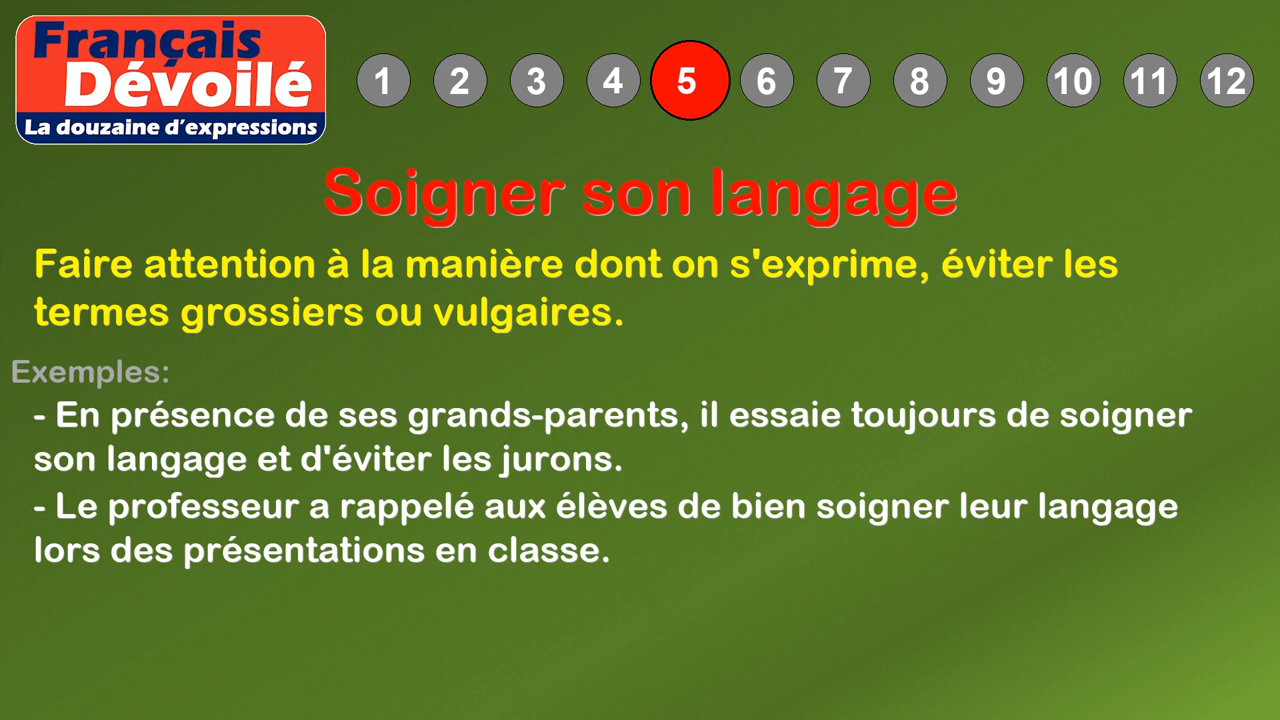 Français
Dévoilé
La douzaine d'expressions
1 2 3 4 5 6 7 8 9 10 11 12
Soigner son langage
Faire attention à la manière dont on s'exprime, éviter les
termes grossiers ou vulgaires.
Exemples:
- En présence de ses grands-parents, il essaie toujours de soigner
son langage et d'éviter les jurons.
- Le professeur a rappelé aux élèves de bien soigner leur langage
lors des présentations en classe.